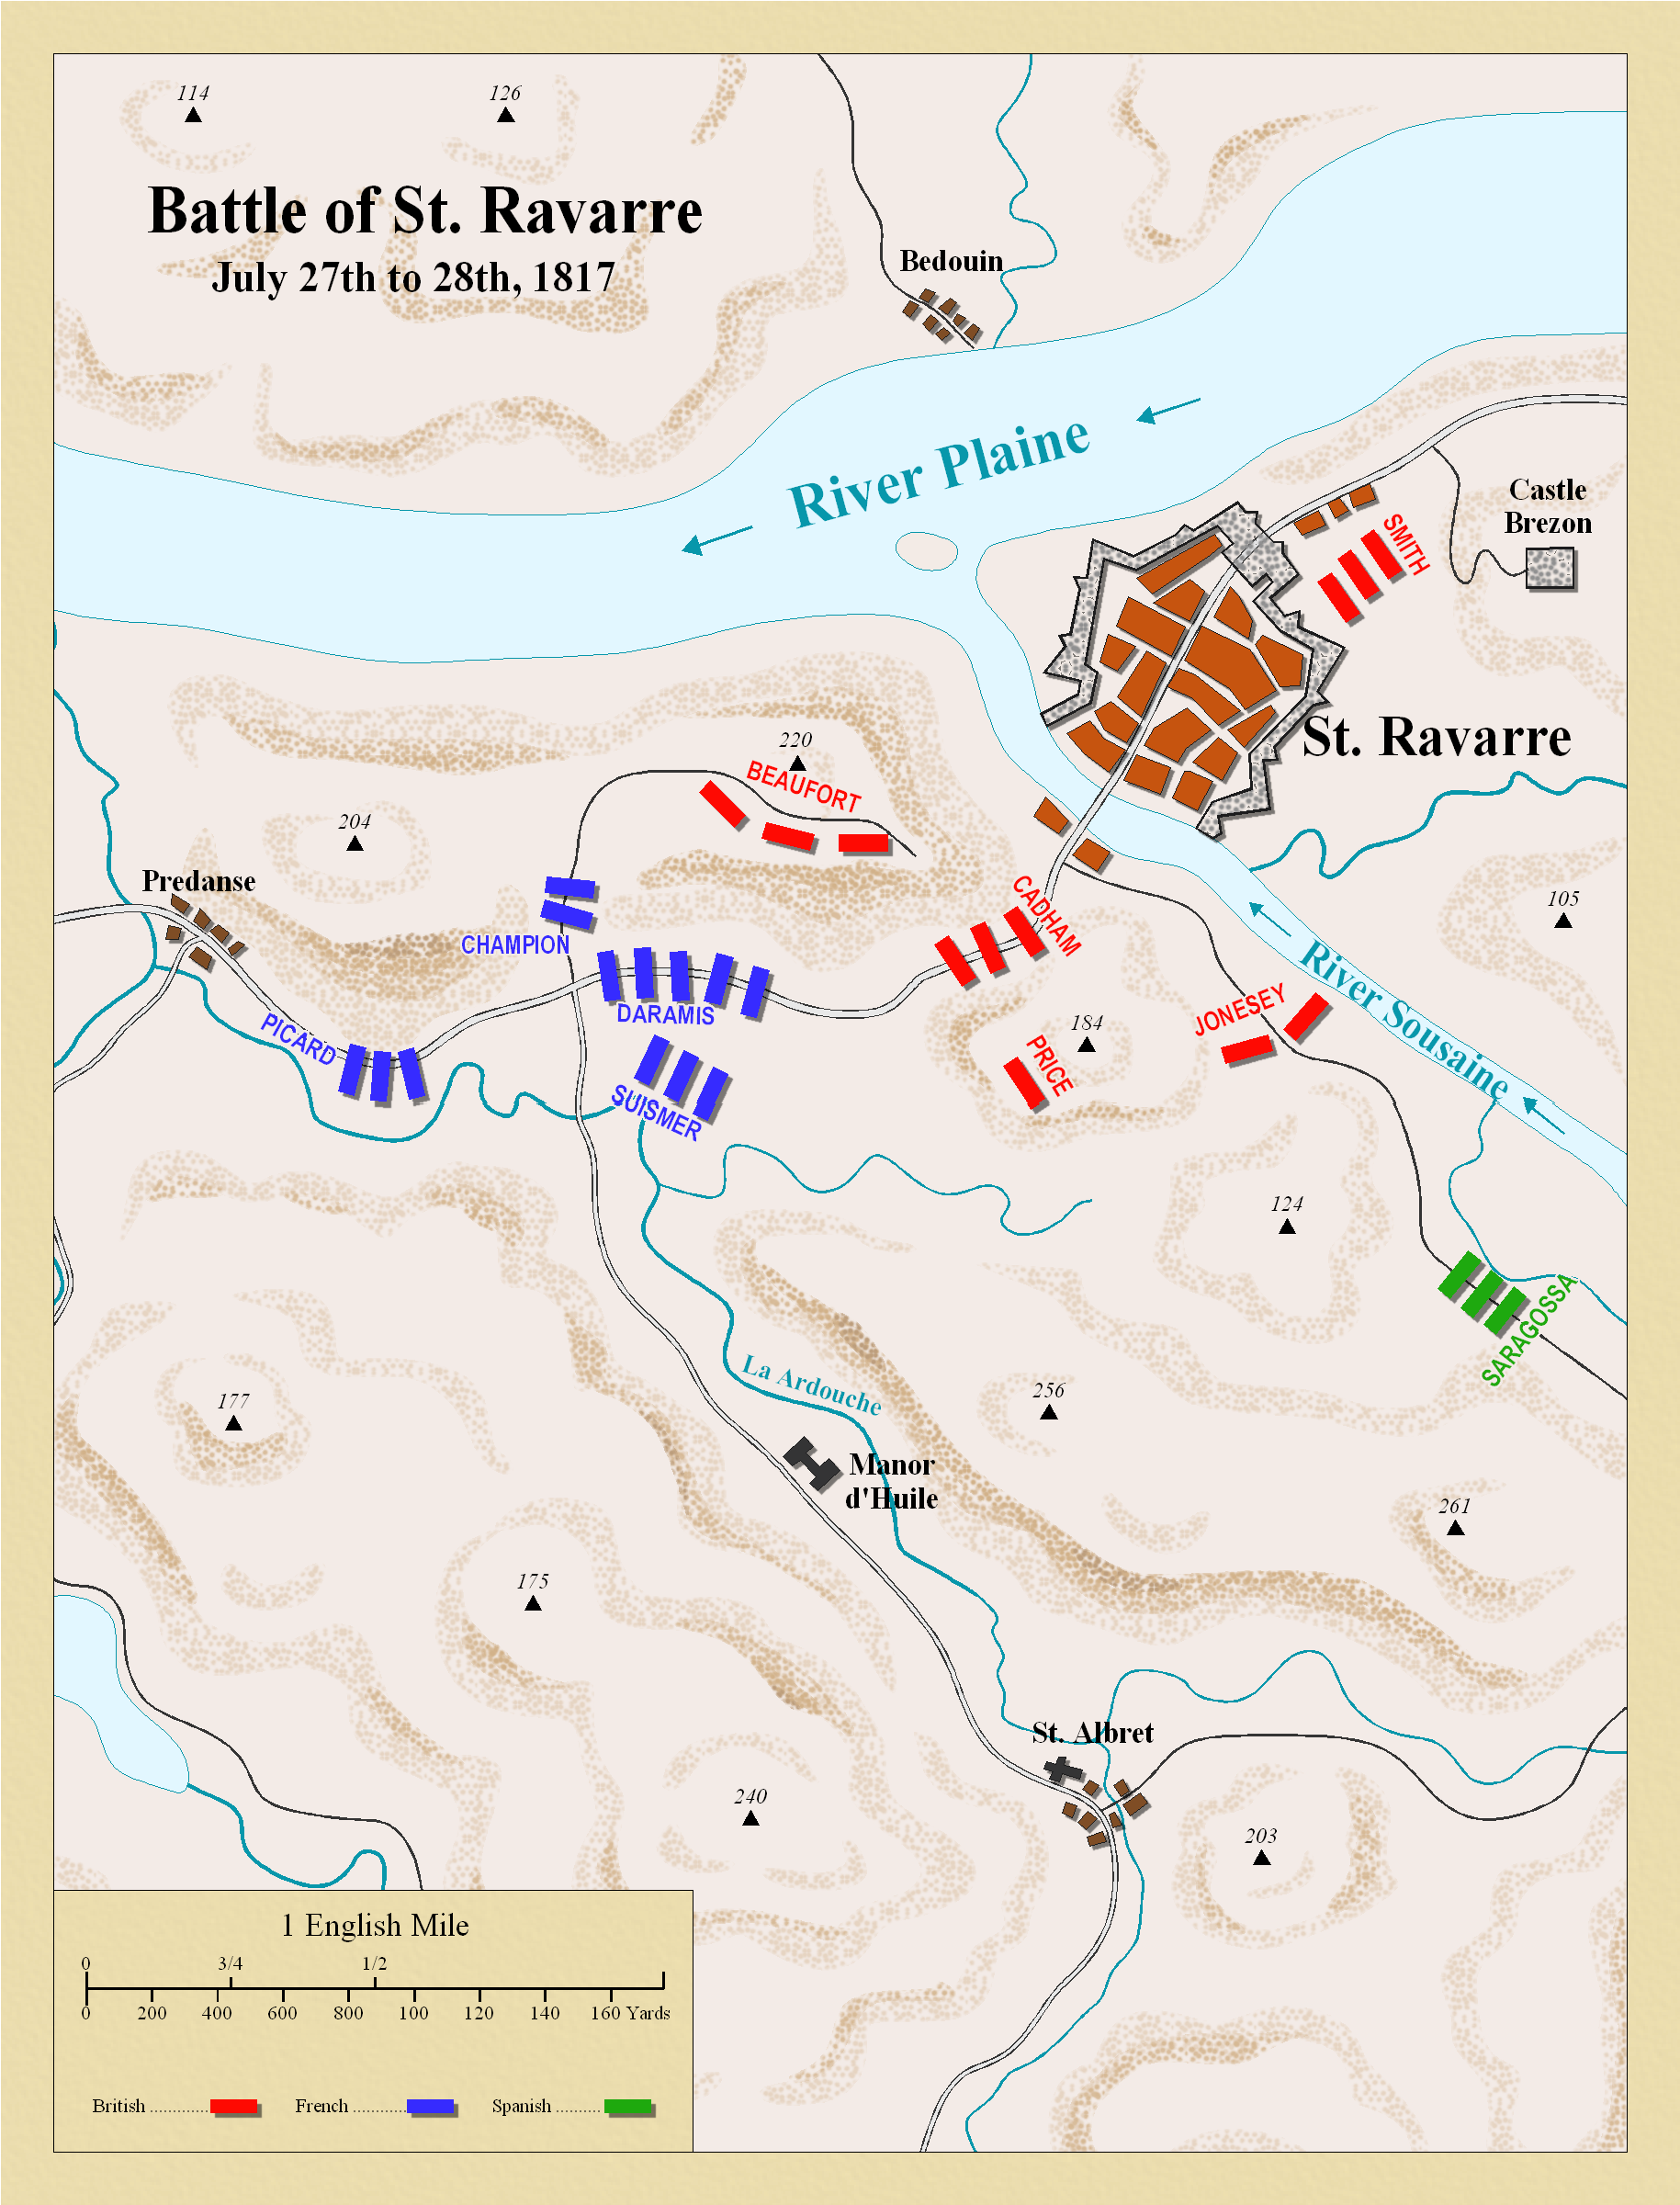 114
126
Battle of St. Ravarre
July 27th to 28th, 1817
Bedouin
River Plaine
Castle
Brezon
SMITH
St. Ravarre
220
BEAUFORT
204
Predanse
CADHAM
105
CHAMPION
River Sousaine
JONESEY
DARAMIS
184
PICARD
PRICE
SUISMER
124
SARAGOSSA
La Ardouche
256
177
Manor
d'Huile
261
175
St. Albret
240
203
1 English Mile
0 3/4 1/2
0 200 400 600 800 100 120 140 160 Yards
British ............. French ............ Spanish ..........